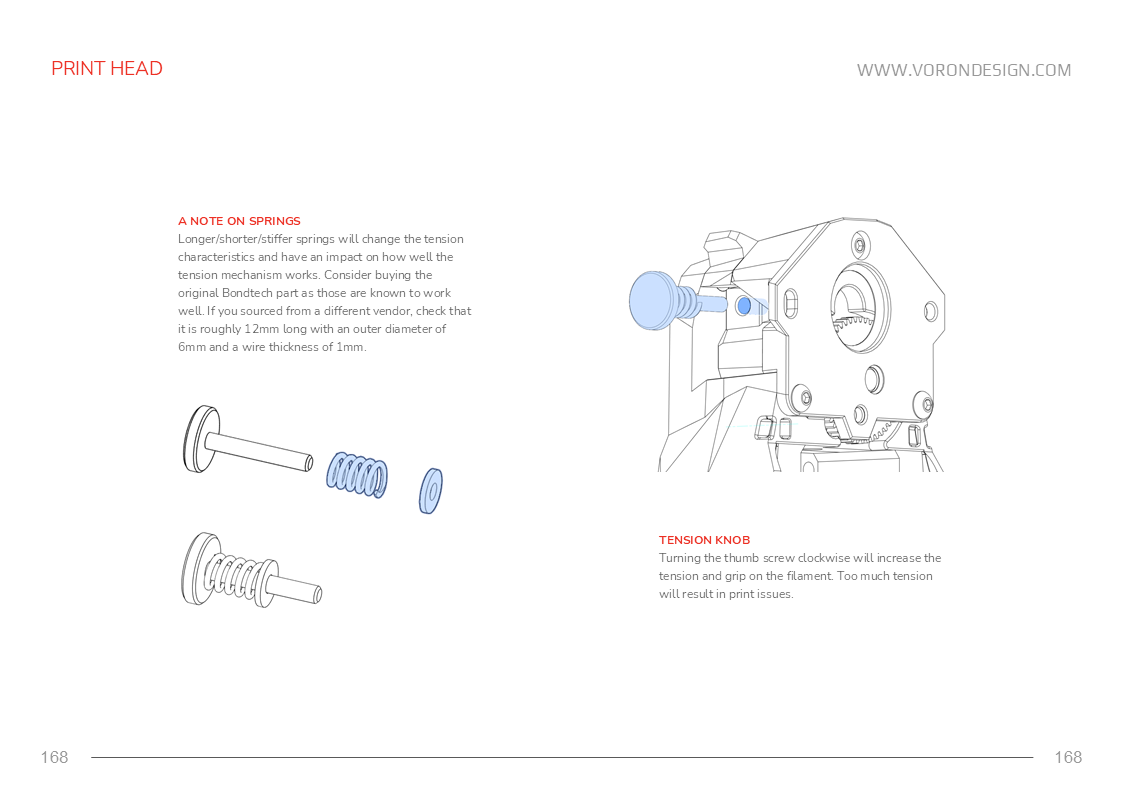 PRINT HEAD
WWW.VORONDESIGN.COM
A NOTE ON SPRINGS
Longer/shorter/stiffer springs will change the tension
characteristics and have an impact on how well the
tension mechanism works. Consider buying the
original Bondtech part as those are known to work
well. If you sourced from a different vendor, check that
it is roughly 12mm long with an outer diameter of
6mm and a wire thickness of 1mm.
TENSION KNOB
Turning the thumb screw clockwise will increase the
tension and grip on the filament. Too much tension
will result in print issues.
168
168